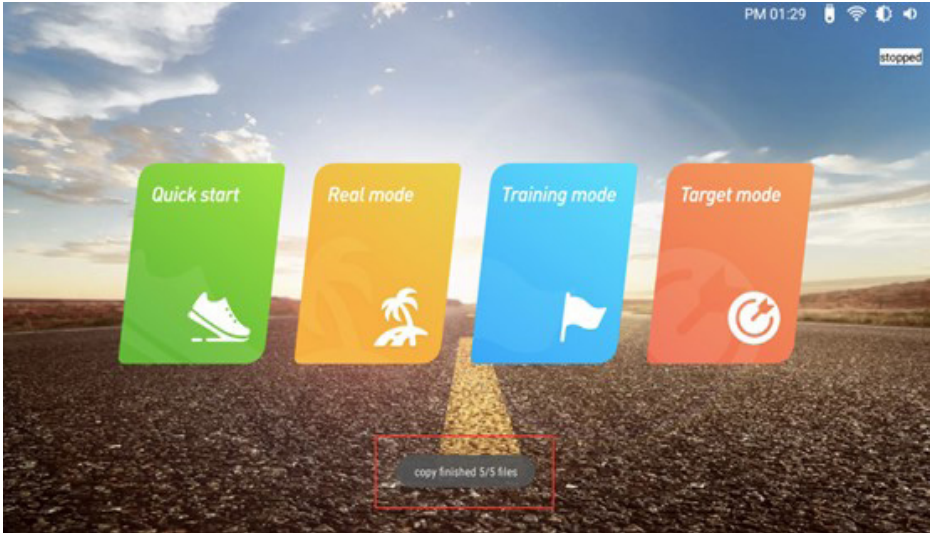 PM 01:29
stopped
Quick start
Real mode
Training mode
Target mode
copy finished 5/5 files